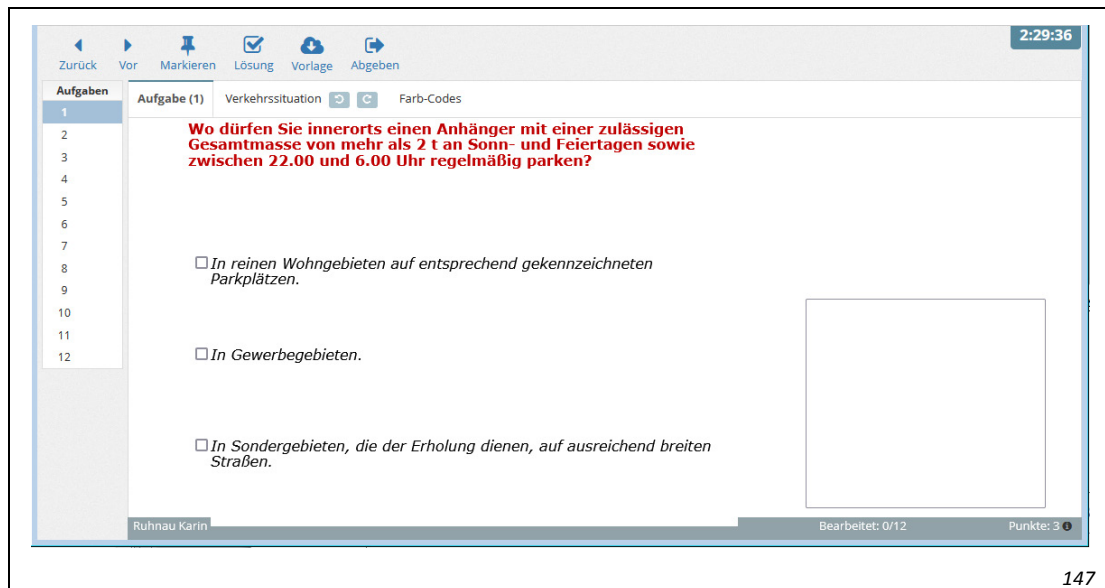 2:29:36
Zurück Vor Markieren Lösung Vorlage Abgeben
Aufgaben
Aufgabe (1) Verkehrssituation Farb-Codes
1
2
3
4
5
6
7
8
9
10
11
12
Wo dürfen Sie innerorts einen Anhänger mit einer zulässigen
Gesamtmasse von mehr als 2 t an Sonn- und Feiertagen sowie
zwischen 22.00 und 6.00 Uhr regelmäßig parken?
In reinen Wohngebieten auf entsprechend gekennzeichneten
Parkplätzen.
In Gewerbegebieten.
In Sondergebieten, die der Erholung dienen, auf ausreichend breiten
Straßen.
Ruhnau Karin Bearbeitet: 0/12 Punkte: 3
147